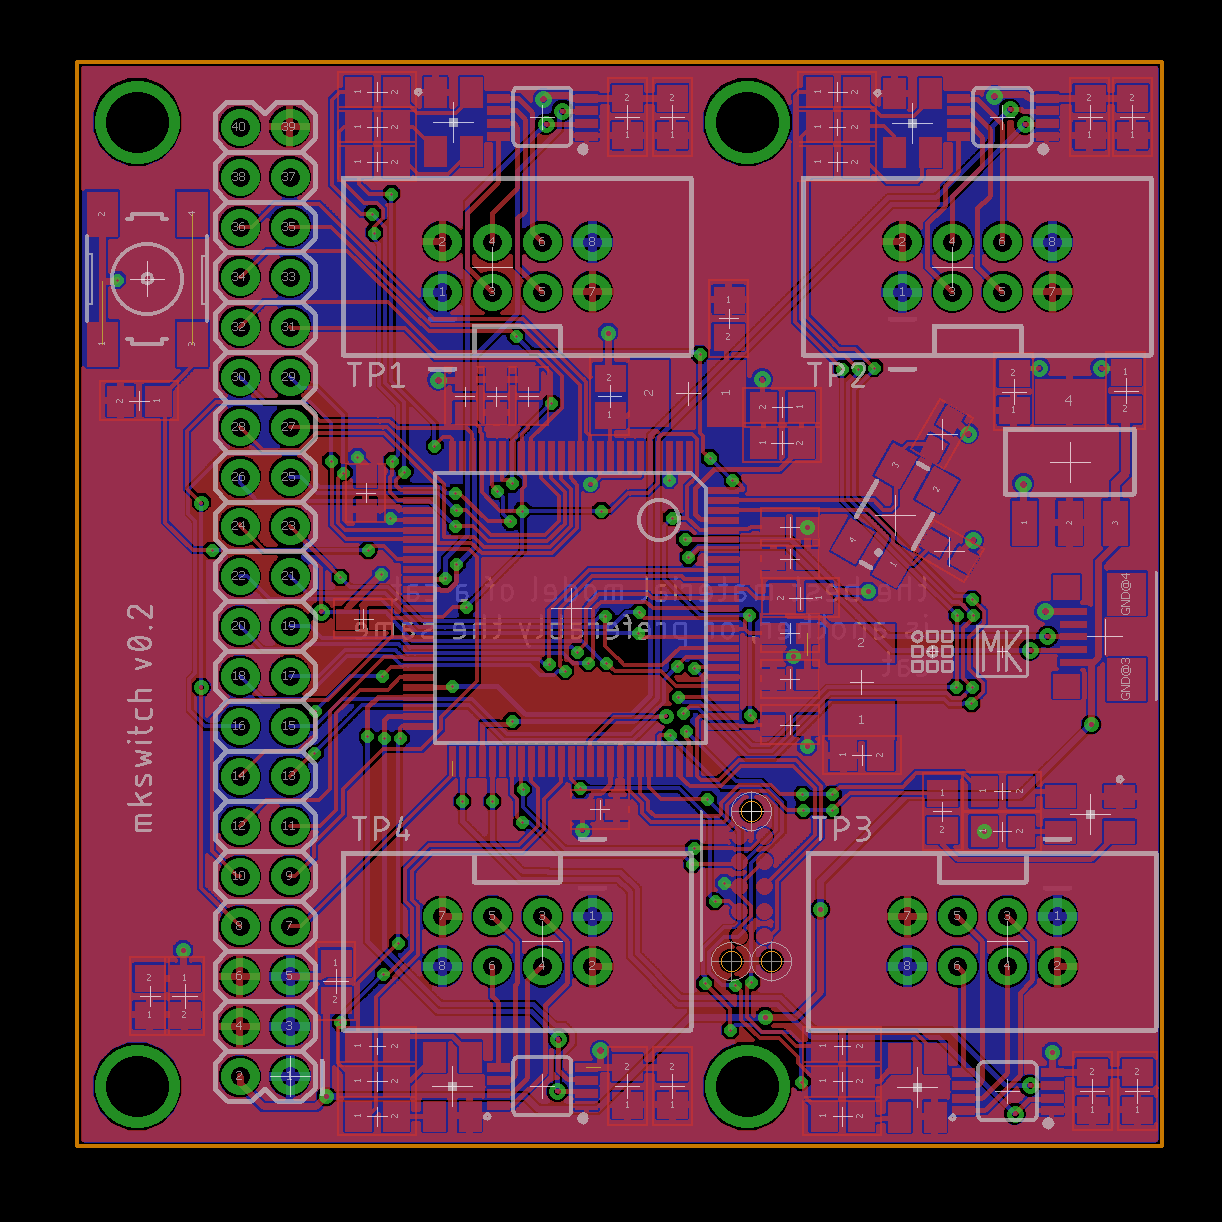 40 39
38 37
36 35
34 33
32 31
30 29
28 27
26 25
24 23
22 21
20 19
18 17
16 15
14 13
12 11
10 9
8 7
6 5
4 3
2 1
2 4 6 8
1 3 5 7
TP1
2 4 6 8
1 3 5 7
TP2
the best material model of a cat
is another, or preferably the same
cat
mkswitch v0.2
MK
GND@4
GND@3
TP4
7 5 3 1
8 6 4 2
TP3
7 5 3 1
8 6 4 2